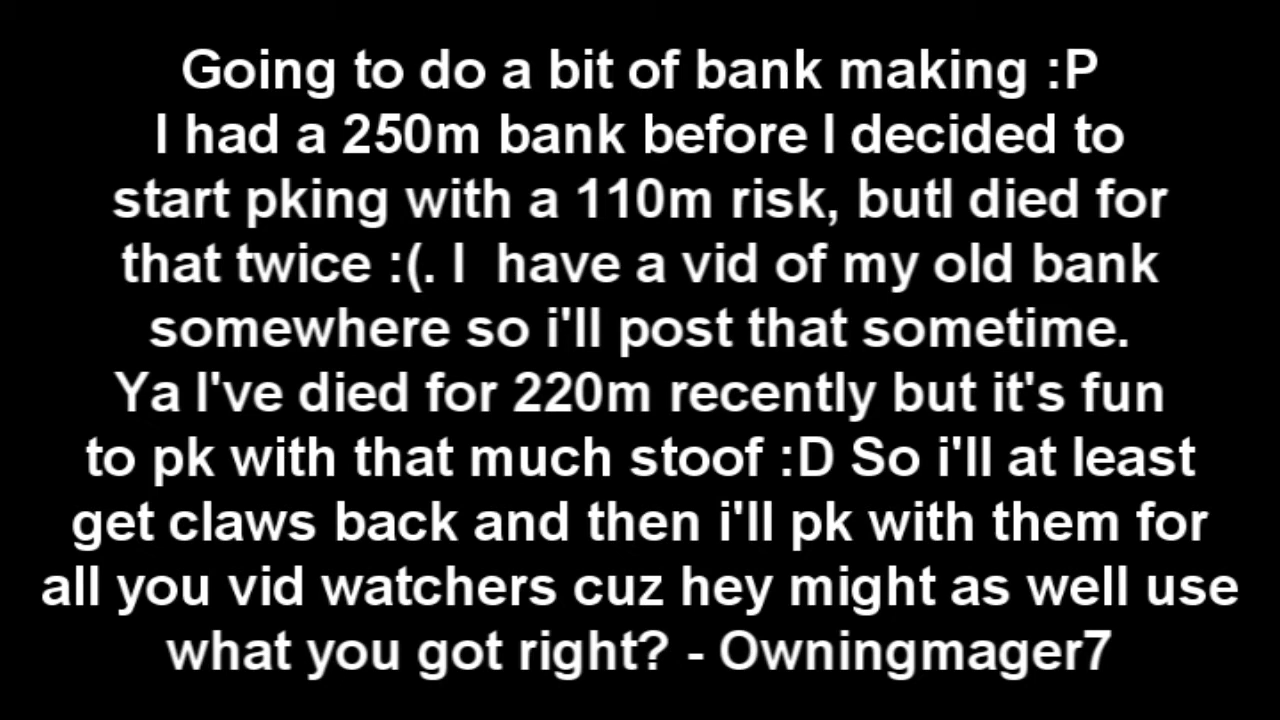 Going to do a bit of bank making :P
I had a 250m bank before I decided to
start pking with a 110m risk, butI died for
that twice :(. I  have a vid of my old bank
somewhere so i'll post that sometime.
Ya I've died for 220m recently but it's fun
to pk with that much stoof :D So i'll at least
get claws back and then i'll pk with them for
all you vid watchers cuz hey might as well use
what you got right? - Owningmager7